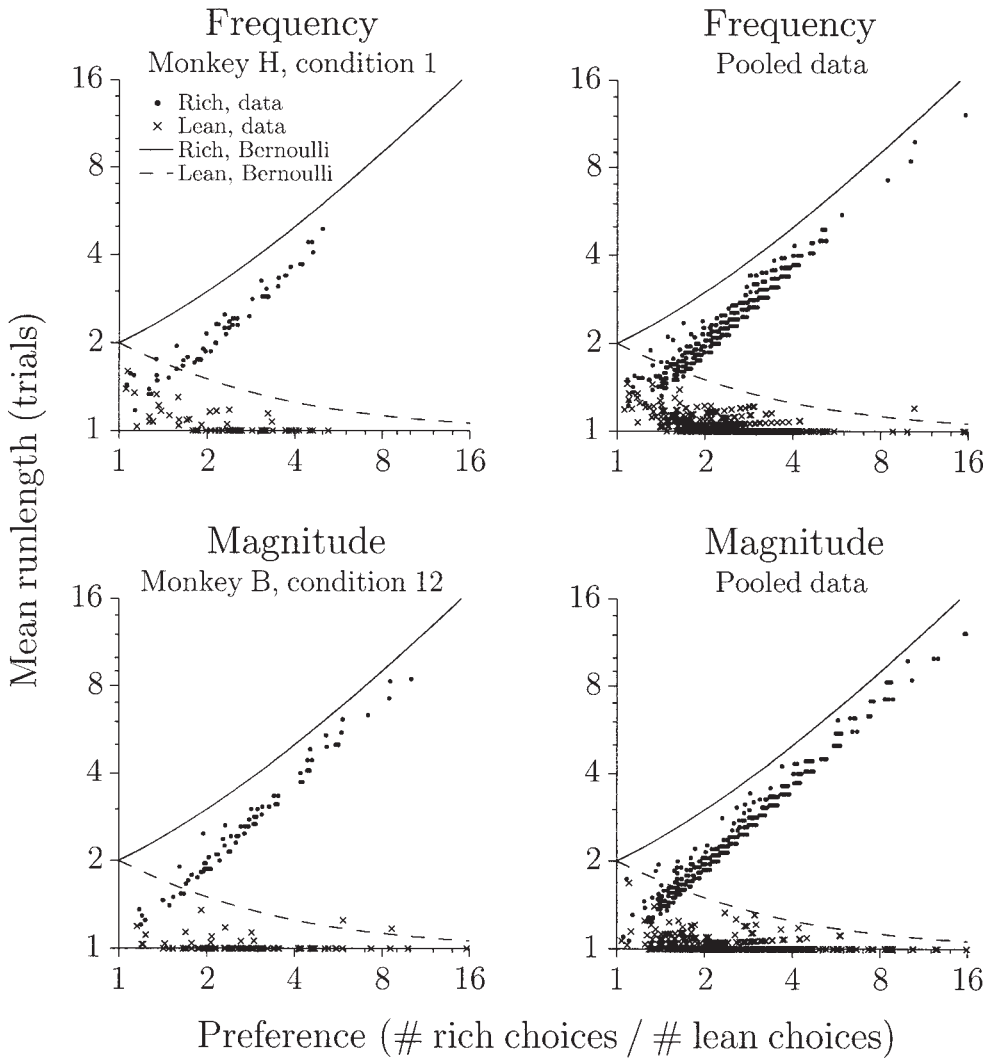 Frequency
Monkey H, condition 1
16
8
4
2
1
Rich, data
Lean, data
Rich, Bernoulli
Lean, Bernoulli
1 2 4 8 16
Frequency
Pooled data
16
8
4
2
1
1 2 4 8 16
Mean runlength (trials)
Magnitude
Monkey B, condition 12
16
8
4
2
1
1 2 4 8 16
Magnitude
Pooled data
16
8
4
2
1
1 2 4 8 16
Preference (# rich choices / # lean choices)